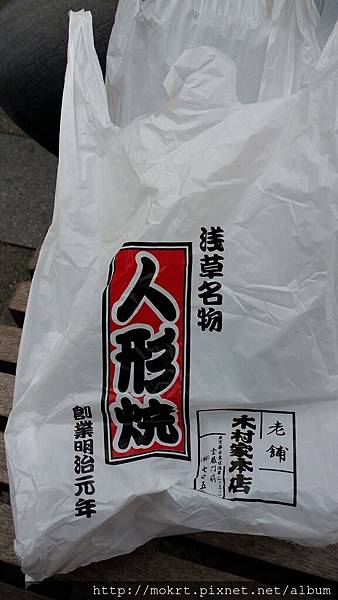 浅草名物
人形焼
創業明治元年
老舗
木村家本店
http://mokrt.pixnet.net/album